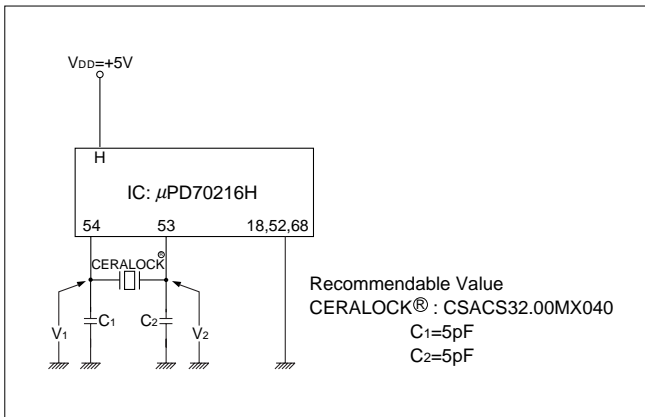 VDD=+5V
H
IC: μPD70216H
54 53 18,52,68
CERALOCK®
V1 C1 C2 V2
Recommendable Value
CERALOCK® : CSACS32.00MX040
C1=5pF
C2=5pF